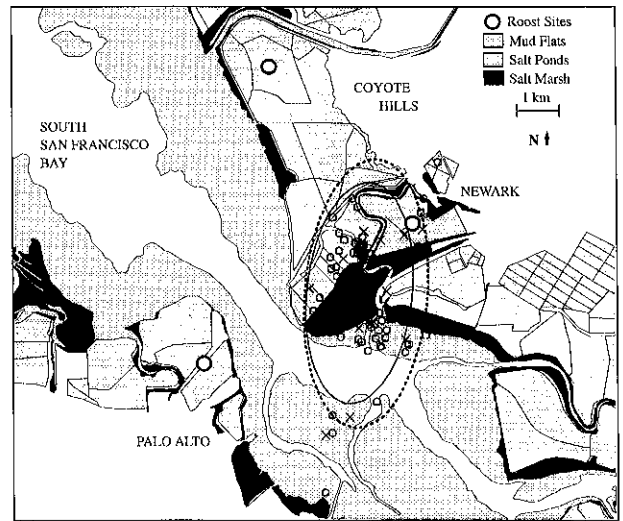 Roost Sites
Mud Flats
Salt Ponds
Salt Marsh
1 km
N
COYOTE
HILLS
SOUTH
SAN FRANCISCO
BAY
NEWARK
PALO ALTO